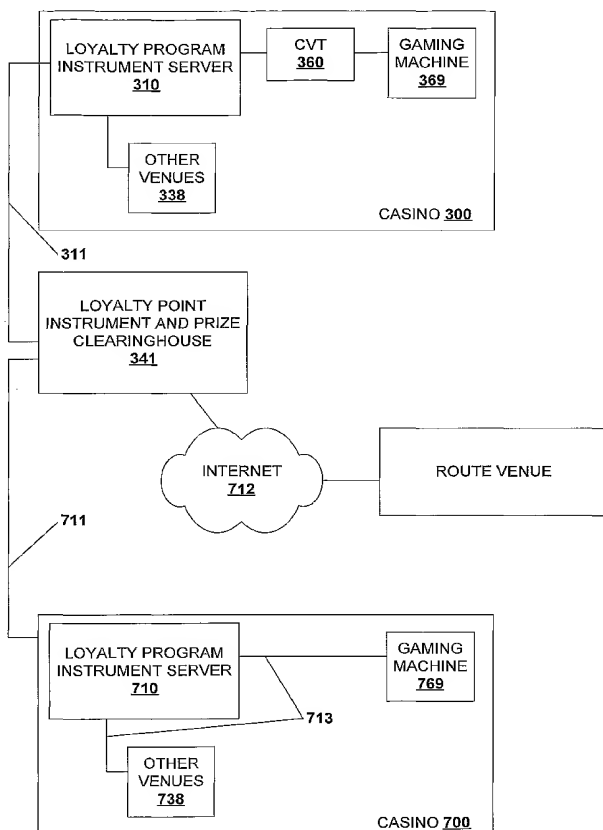 LOYALTY PROGRAM
INSTRUMENT SERVER
310
CVT
360
GAMING
MACHINE
369
OTHER
VENUES
338
CASINO 300
311
LOYALTY POINT
INSTRUMENT AND PRIZE
CLEARINGHOUSE
341
INTERNET
712
ROUTE VENUE
711
LOYALTY PROGRAM
INSTRUMENT SERVER
710
GAMING
MACHINE
769
713
OTHER
VENUES
738
CASINO 700